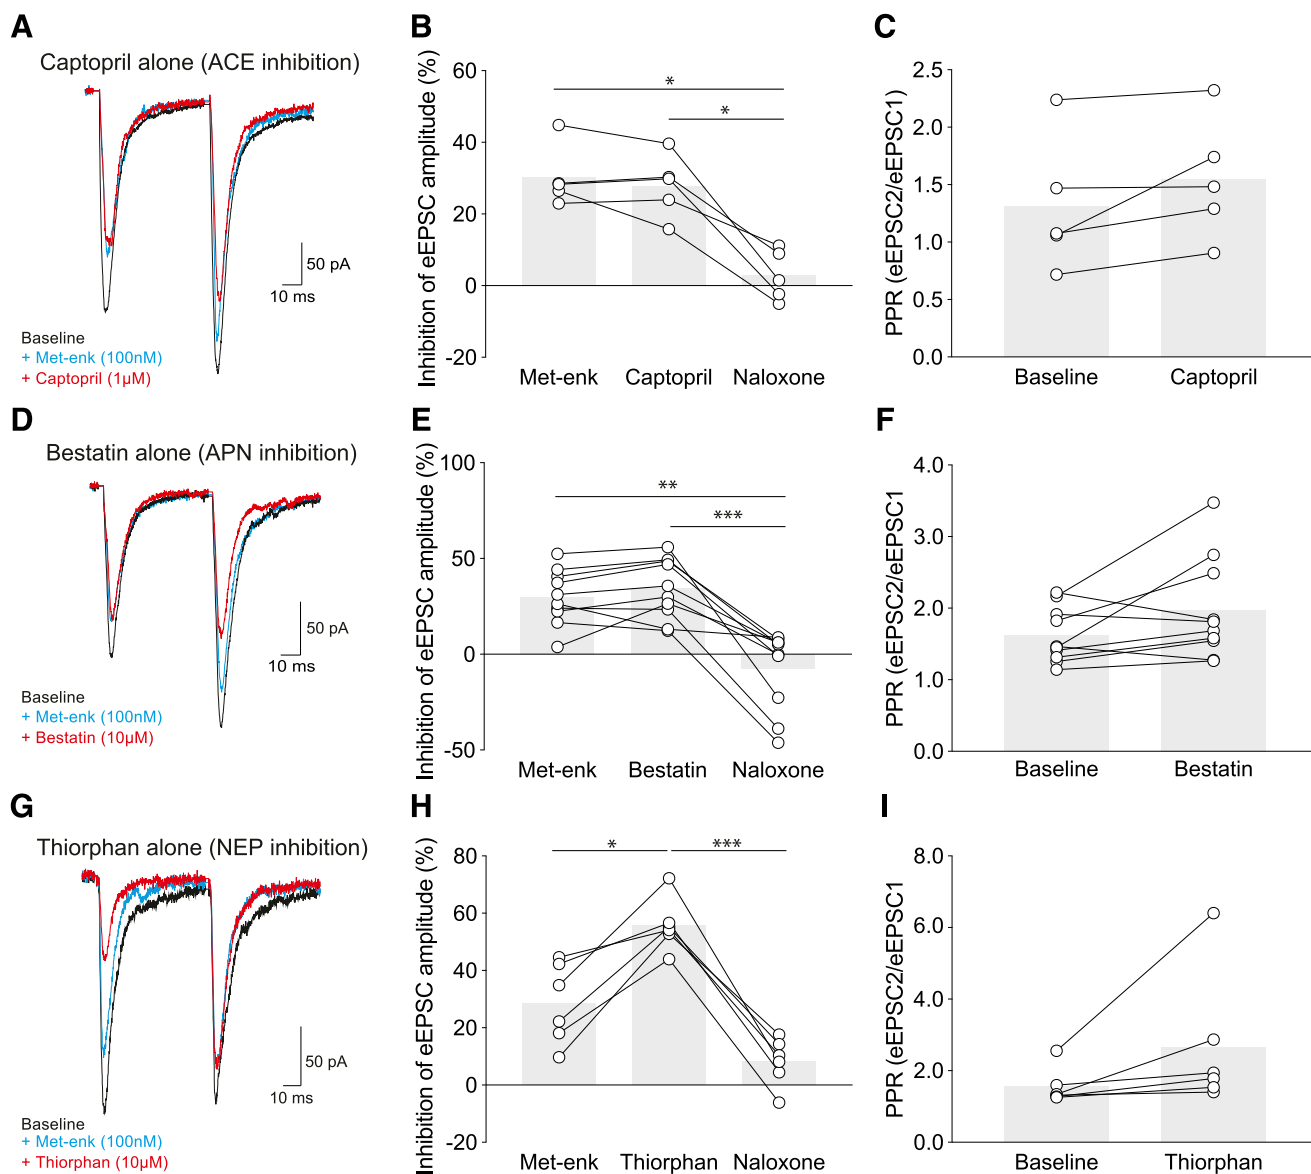 A
Captopril alone (ACE inhibition)
50 pA
10 ms
Baseline
+ Met-enk (100nM)
+ Captopril (1µM)
B
Inhibition of eEPSC amplitude (%)
60
40
20
0
-20
*
*
Met-enk Captopril Naloxone
C
PPR (eEPSC2/eEPSC1)
2.5
2.0
1.5
1.0
0.5
0.0
Baseline Captopril
D
Bestatin alone (APN inhibition)
50 pA
10 ms
Baseline
+ Met-enk (100nM)
+ Bestatin (10µM)
E
Inhibition of eEPSC amplitude (%)
100
50
0
-50
**
***
Met-enk Bestatin Naloxone
F
PPR (eEPSC2/eEPSC1
4.0
3.0
2.0
1.0
0.0
Baseline Bestatin
G
Thiorphan alone (NEP inhibition)
50 pA
10 ms
Baseline
+ Met-enk (100nM)
+ Thiorphan (10µM)
H
Inhibition of eEPSC amplitude (%)
80
60
40
20
0
-20
* ***
Met-enk Thiorphan Naloxone
I
PPR (eEPSC2/eEPSC1
8.0
6.0
4.0
2.0
0.0
Baseline Thiorphan